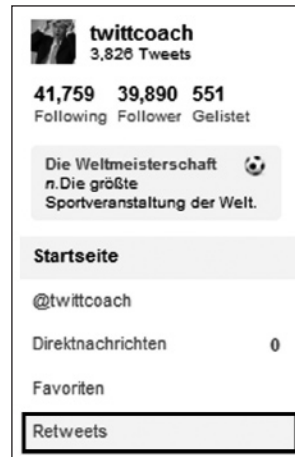 twittcoach
3,826 Tweets
41,759 39,890 551
Following Follower Gelistet
Die Weltmeisterschaft
n.Die größte
Sportveranstaltung der Welt.
Startseite
@twittcoach
Direktnachrichten 0
Favoriten
Retweets